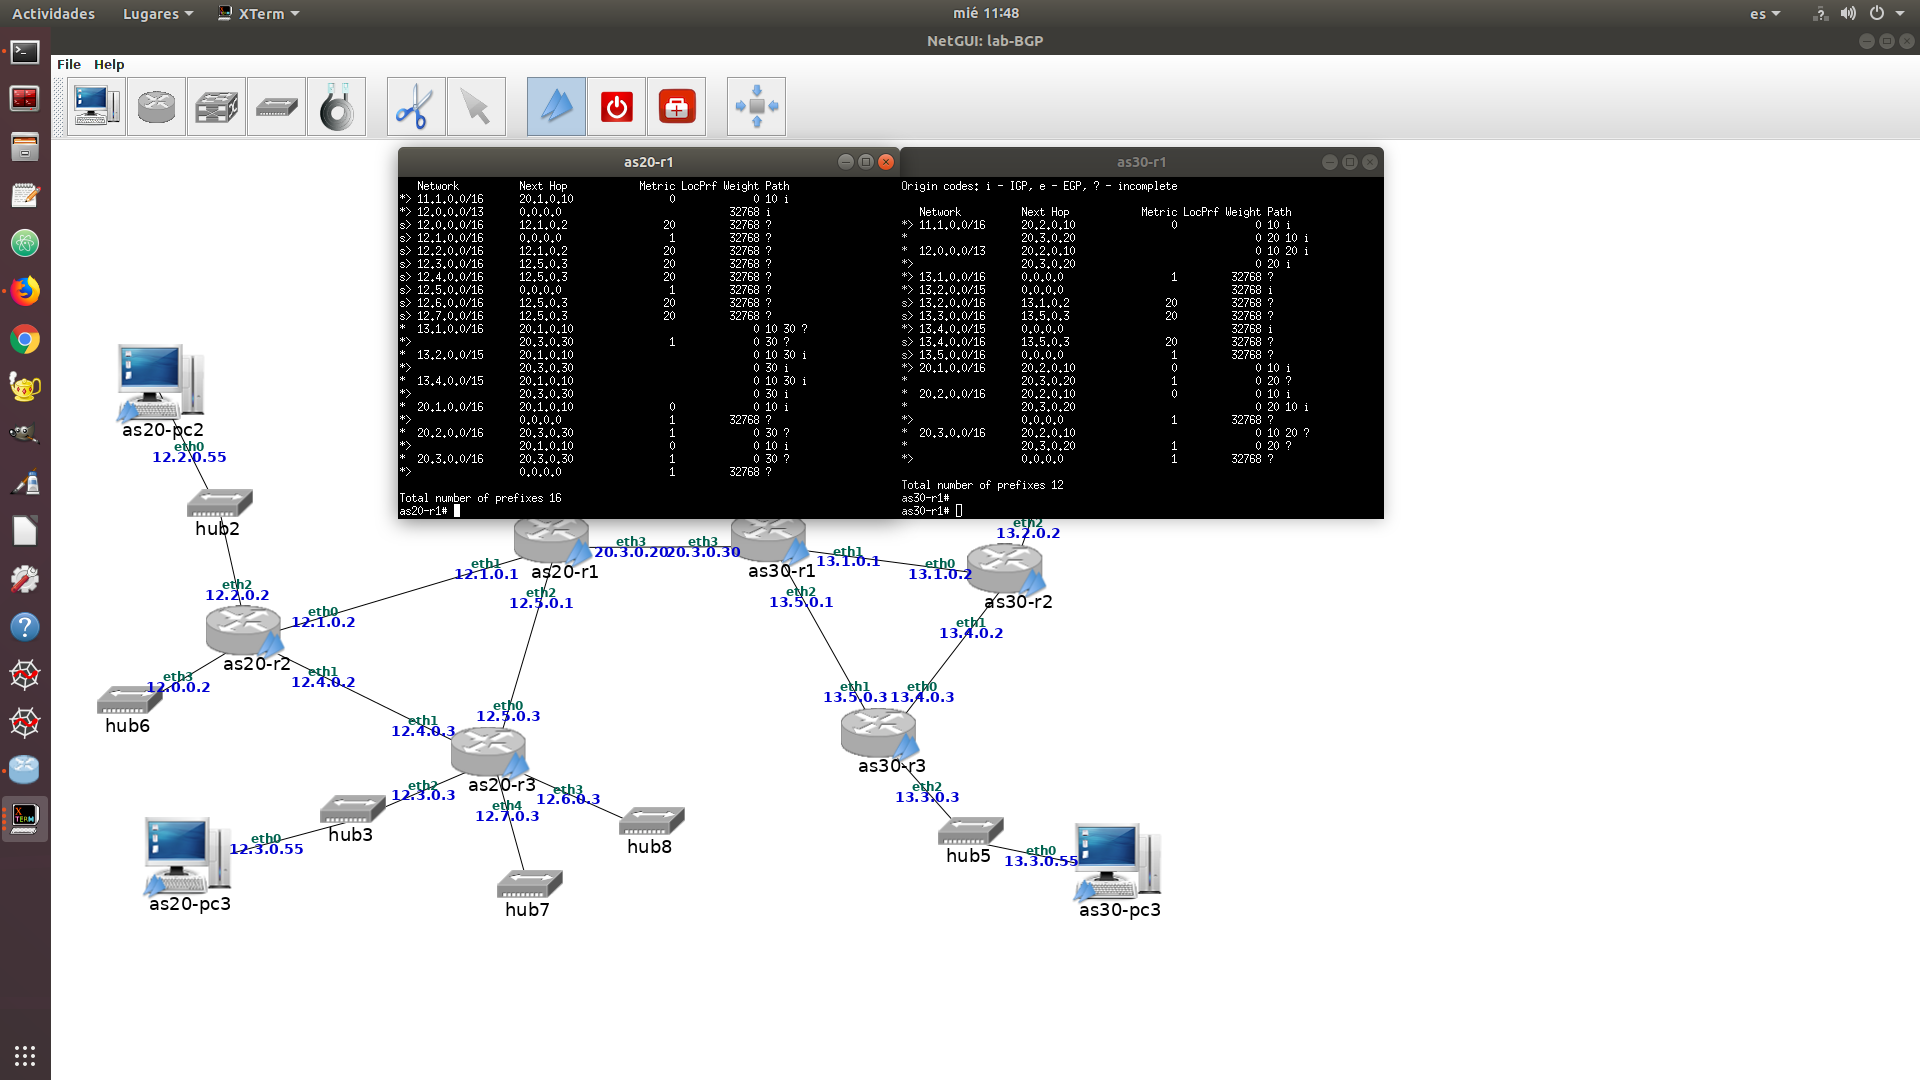 Actividades Lugares XTerm mié 11:48 es
NetGUI: lab-BGP
File Help
as20-r1
Network Next Hop Metric LocPrf Weight Path
*> 11.1.0.0/16 20.1.0.10 0 0 10 i
*> 12.0.0.0/13 0.0.0.0 32768 i
s> 12.0.0.0/16 12.1.0.2 20 32768 ?
s> 12.1.0.0/16 0.0.0.0 1 32768 ?
s> 12.2.0.0/16 12.1.0.2 20 32768 ?
s> 12.3.0.0/16 12.5.0.3 20 32768 ?
s> 12.4.0.0/16 12.5.0.3 20 32768 ?
s> 12.5.0.0/16 0.0.0.0 1 32768 ?
s> 12.6.0.0/16 12.5.0.3 20 32768 ?
s> 12.7.0.0/16 12.5.0.3 20 32768 ?
* 13.1.0.0/16 20.1.0.10 0 10 30 ?
*> 20.3.0.30 1 0 30 ?
* 13.2.0.0/15 20.1.0.10 0 10 30 i
*> 20.3.0.30 0 30 i
* 13.4.0.0/15 20.1.0.10 0 10 30 i
*> 20.3.0.30 0 30 i
* 20.1.0.0/16 20.1.0.10 0 0 10 i
*> 0.0.0.0 1 32768 ?
* 20.2.0.0/16 20.3.0.30 1 0 30 ?
*> 20.1.0.10 0 0 10 i
* 20.3.0.0/16 20.3.0.30 1 0 30 ?
*> 0.0.0.0 1 32768 ?
Total number of prefixes 16
as20-r1#
as30-r1
Origin codes: i - IGP, e - EGP, ? - incomplete
Network Next Hop Metric LocPrf Weight Path
*> 11.1.0.0/16 20.2.0.10 0 0 10 i
* 20.3.0.20 0 20 10 i
* 12.0.0.0/13 20.2.0.10 0 10 20 i
*> 20.3.0.20 0 20 i
*> 13.1.0.0/16 0.0.0.0 1 32768 ?
*> 13.2.0.0/15 0.0.0.0 32768 i
s> 13.2.0.0/16 13.1.0.2 20 32768 ?
s> 13.3.0.0/16 13.5.0.3 20 32768 ?
*> 13.4.0.0/15 0.0.0.0 32768 i
s> 13.4.0.0/16 13.5.0.3 20 32768 ?
s> 13.5.0.0/16 0.0.0.0 1 32768 ?
*> 20.1.0.0/16 20.2.0.10 0 0 10 i
* 20.3.0.20 1 0 20 ?
* 20.2.0.0/16 20.2.0.10 0 0 10 i
* 20.3.0.20 0 20 10 i
*> 0.0.0.0 1 32768 ?
* 20.3.0.0/16 20.2.0.10 0 10 20 ?
* 20.3.0.20 1 0 20 ?
*> 0.0.0.0 1 32768 ?
Total number of prefixes 12
as30-r1#
as30-r1#
as20-pc2
eth0
12.2.0.55
hub2
eth2
12.2.0.2
eth0
12.1.0.2
as20-r2
eth3
12.0.0.2
hub6
eth1
12.4.0.2
eth1
12.1.0.1
as20-r1
eth2
12.5.0.1
eth3
20.3.0.20
eth3
20.3.0.30
as30-r1
eth1
13.1.0.1
eth2
13.5.0.1
eth2
13.2.0.2
eth0
13.1.0.2
as30-r2
eth1
13.4.0.2
eth1
13.5.0.3
eth0
13.4.0.3
as30-r3
eth2
13.3.0.3
hub5
eth0
13.3.0.55
as30-pc3
eth0
12.5.0.3
eth1
12.4.0.3
as20-r3
eth2
12.3.0.3
eth4
12.7.0.3
eth3
12.6.0.3
hub3
hub8
hub7
eth0
12.3.0.55
as20-pc3